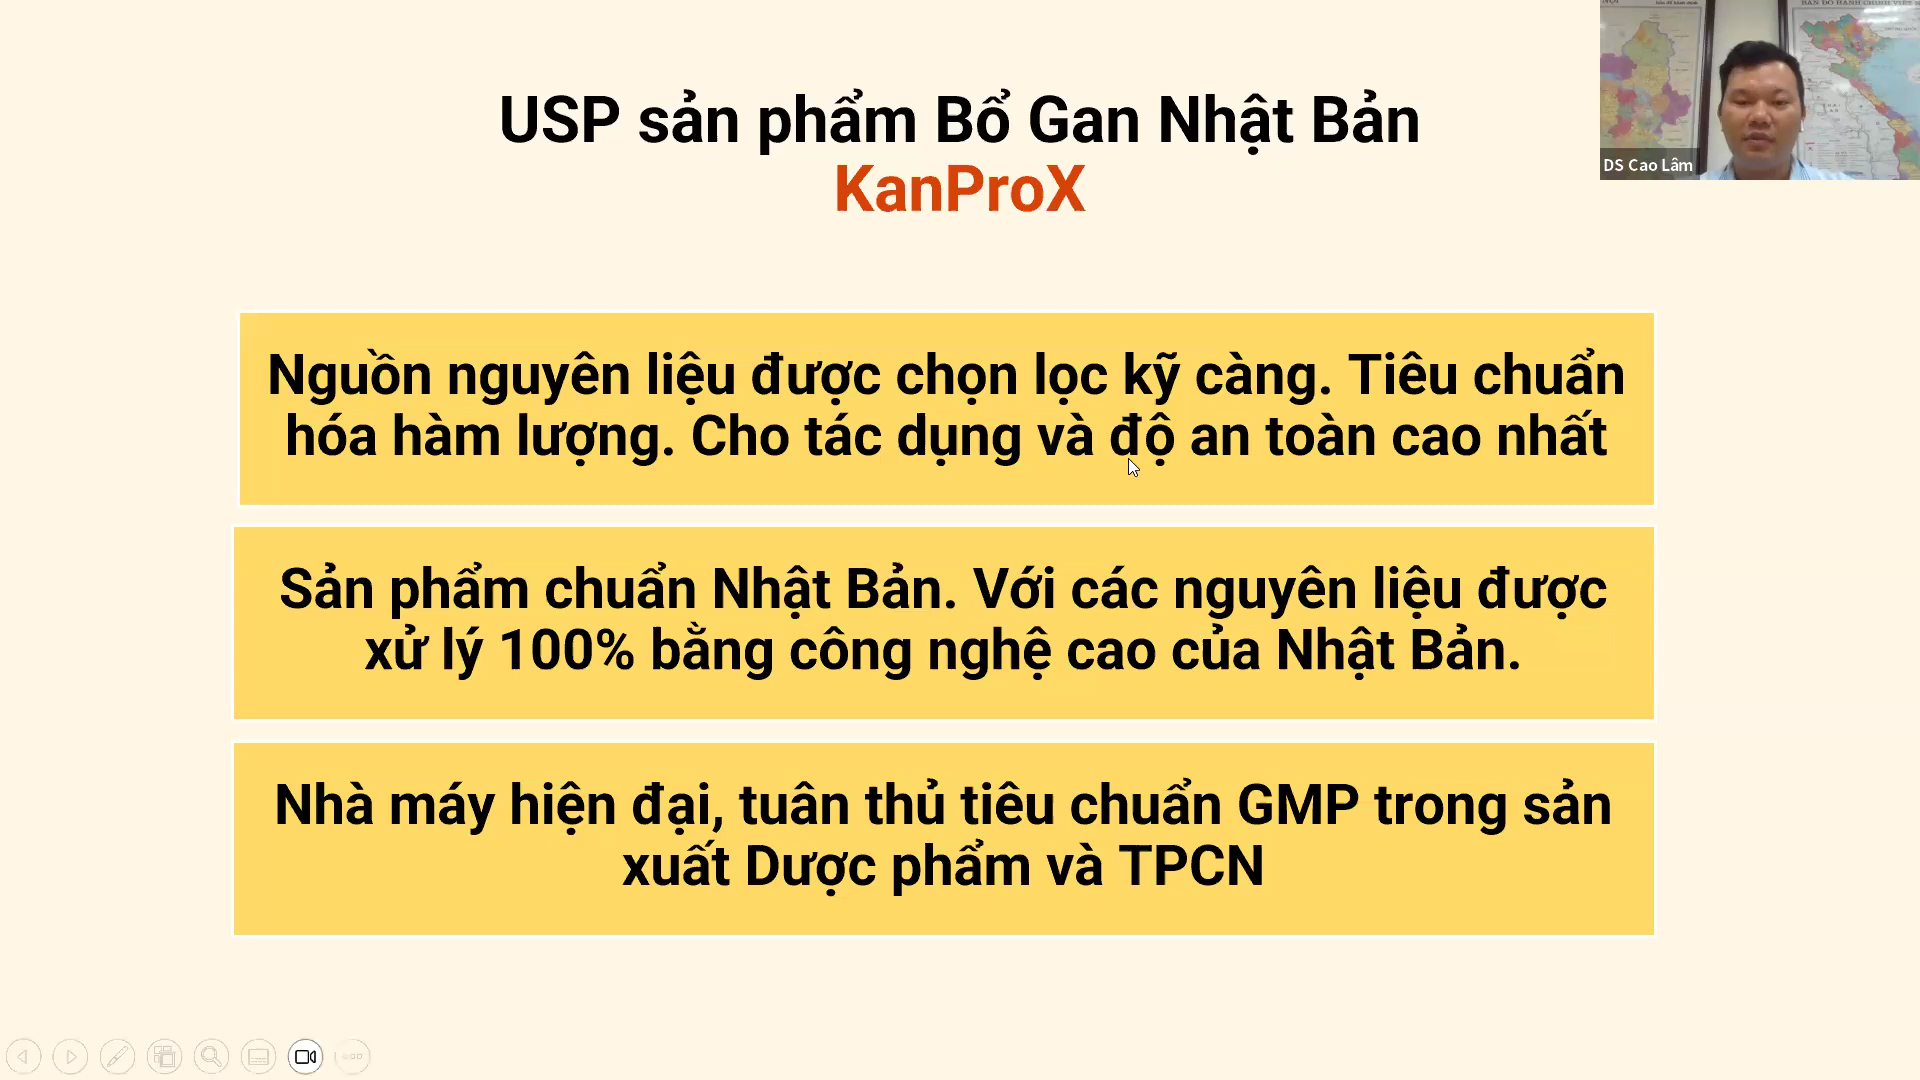 USP sản phẩm Bổ Gan Nhật Bản
KanProX
Nguồn nguyên liệu được chọn lọc kỹ càng. Tiêu chuẩn
hóa hàm lượng. Cho tác dụng và độ an toàn cao nhất
Sản phẩm chuẩn Nhật Bản. Với các nguyên liệu được
xử lý 100% bằng công nghệ cao của Nhật Bản.
Nhà máy hiện đại, tuân thủ tiêu chuẩn GMP trong sản
xuất Dược phẩm và TPCN
DS Cao Lâm